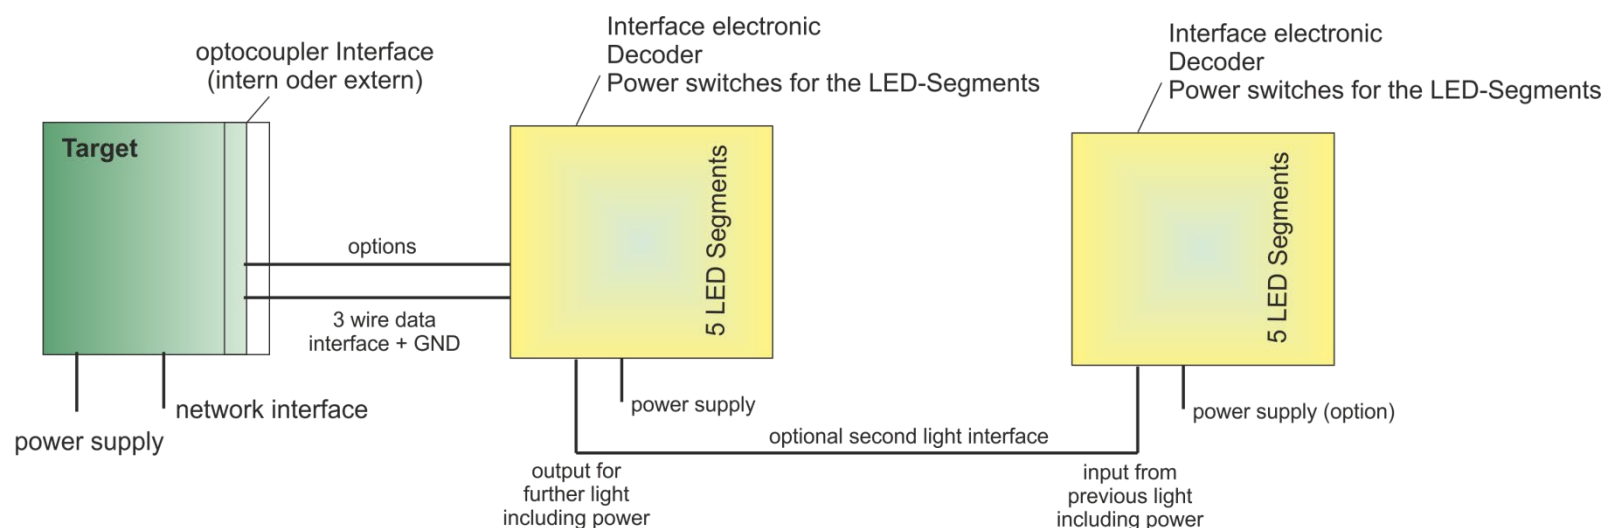 optocoupler Interface
(intern oder extern)
Interface electronic
Decoder
Power switches for the LED-Segments
Interface electronic
Decoder
Power switches for the LED-Segments
Target
options
3 wire data
interface + GND
5 LED Segments
5 LED Segments
network interface
power supply
power supply
power supply (option)
optional second light interface
output for
further light
including power
input from
previous light
including power